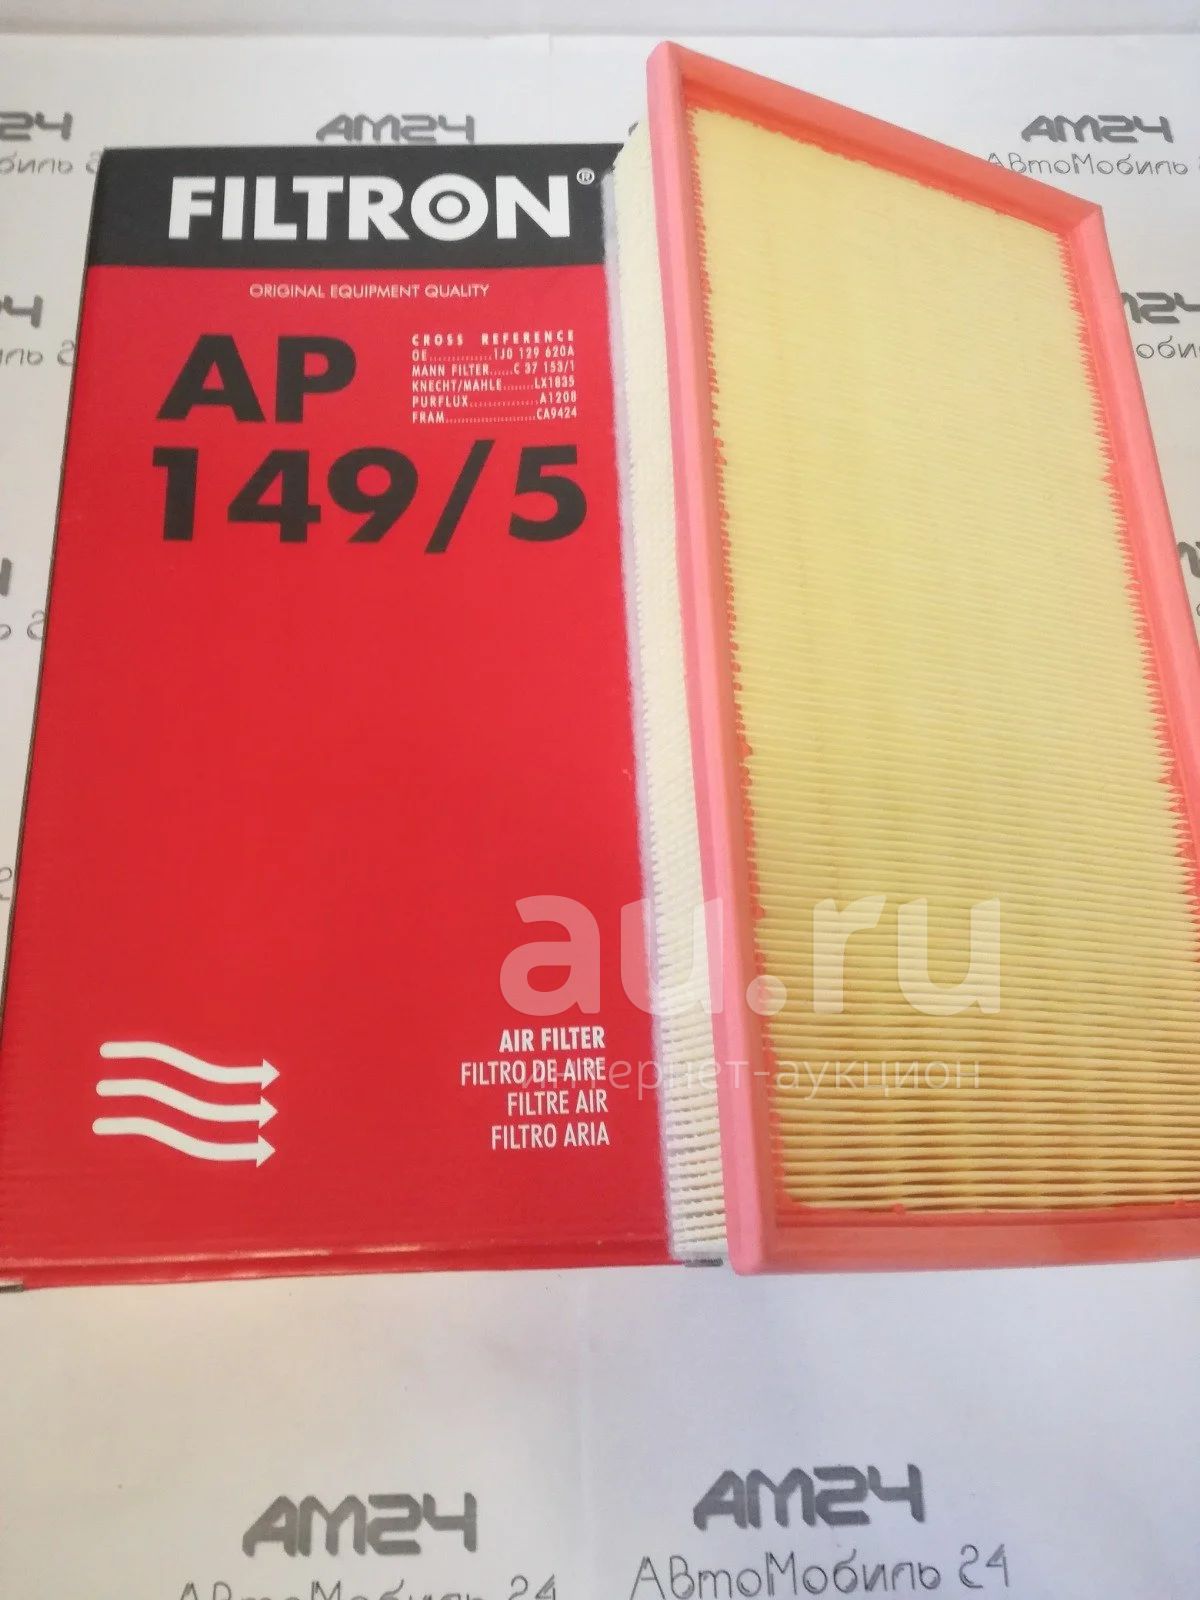 AM24
AM24
AM24
АВтоМобиль
FILTRON®
ORIGINAL EQUIPMENT QUALITY
AP
149/5
CROSS REFERENCE
OE..............1J0 129 620A
MANN FILTER......C 37 153/1
KNECHT/MAHLE........LX1835
PURFLUX................A1208
FRAM.......................CA9424
au.ru
интернет-аукцион
AIR FILTER
FILTRO DE AIRE
FILTRE AIR
FILTRO ARIA
AM24
AM24
АВтоМобиль 24